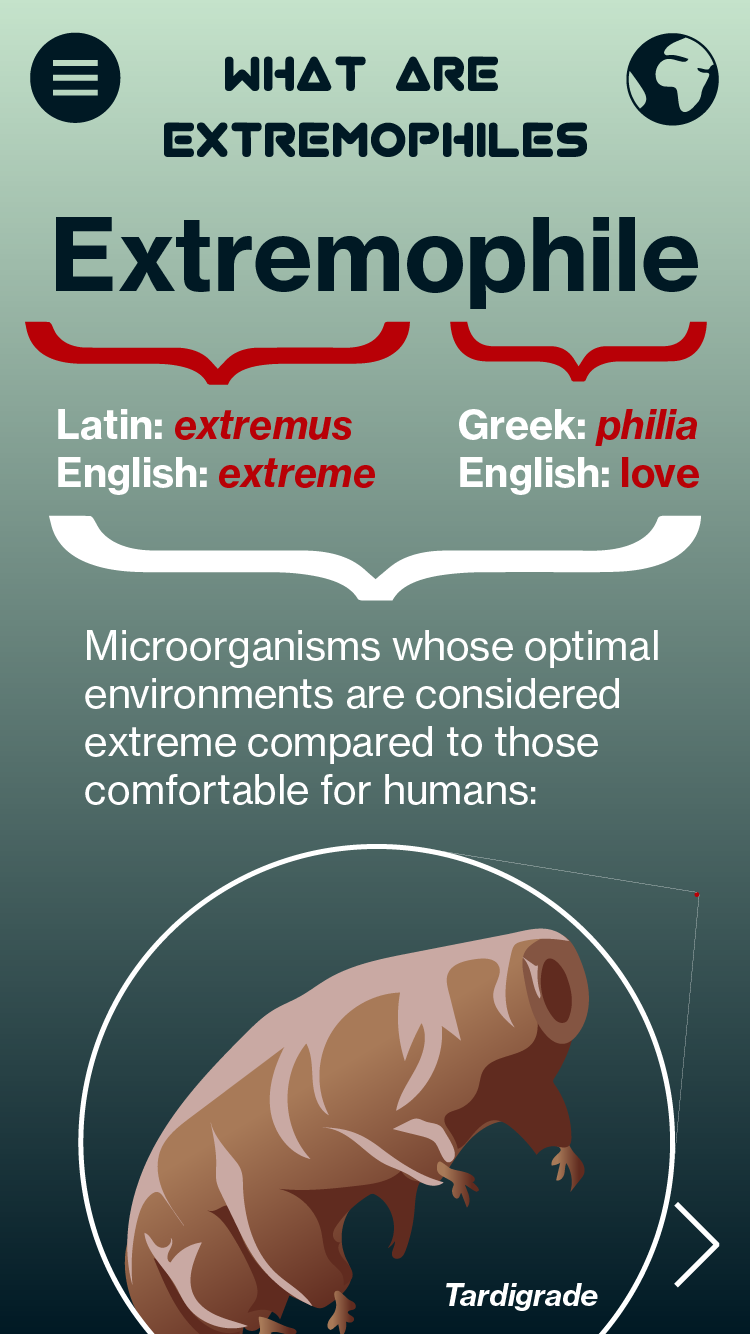 WHAT ARE
EXTREMOPHILES
Extremophile
Latin: extremus
English: extreme
Greek: philia
English: love
Microorganisms whose optimal
environments are considered
extreme compared to those
comfortable for humans:
Tardigrade